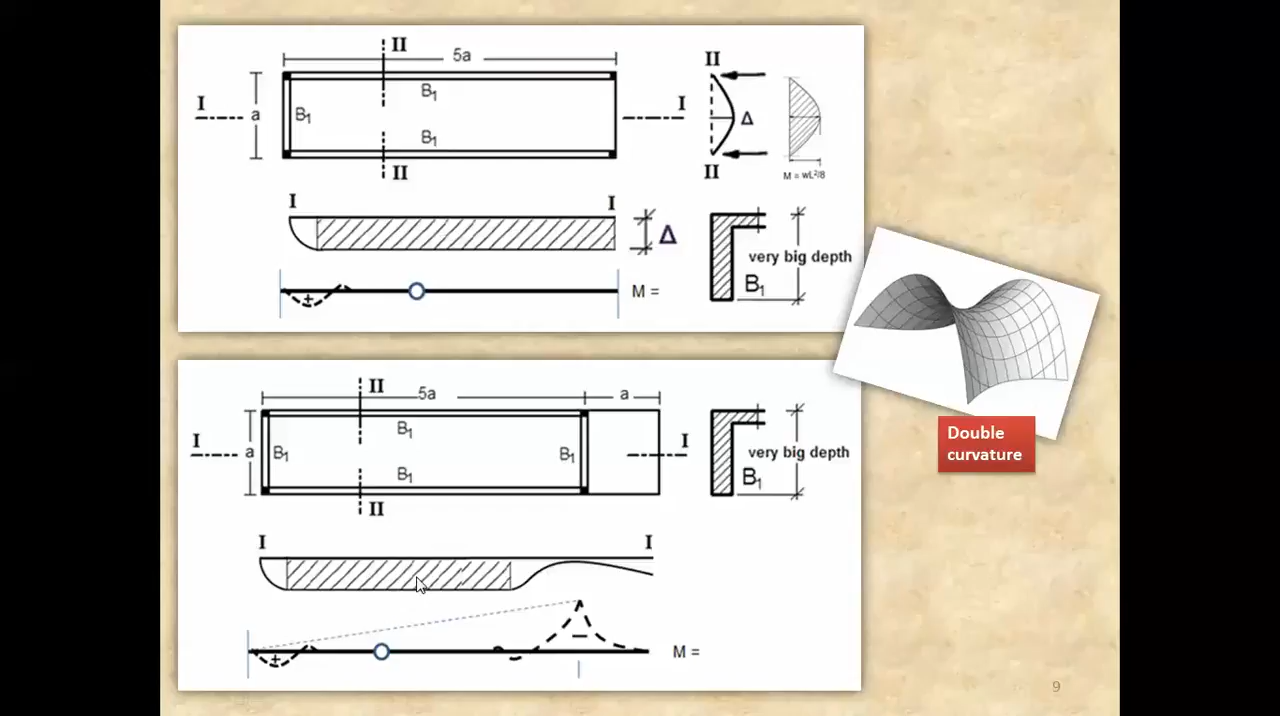 II
5a
I
a
B₁
B₁
B₁
I
II
II
Δ
II
M = wL²/8
I
I
Δ
+
M =
very big depth
B₁
II
5a
a
I
a
B₁
B₁
B₁
B₁
I
II
very big depth
B₁
I
I
+
−
M =
Double
curvature
9